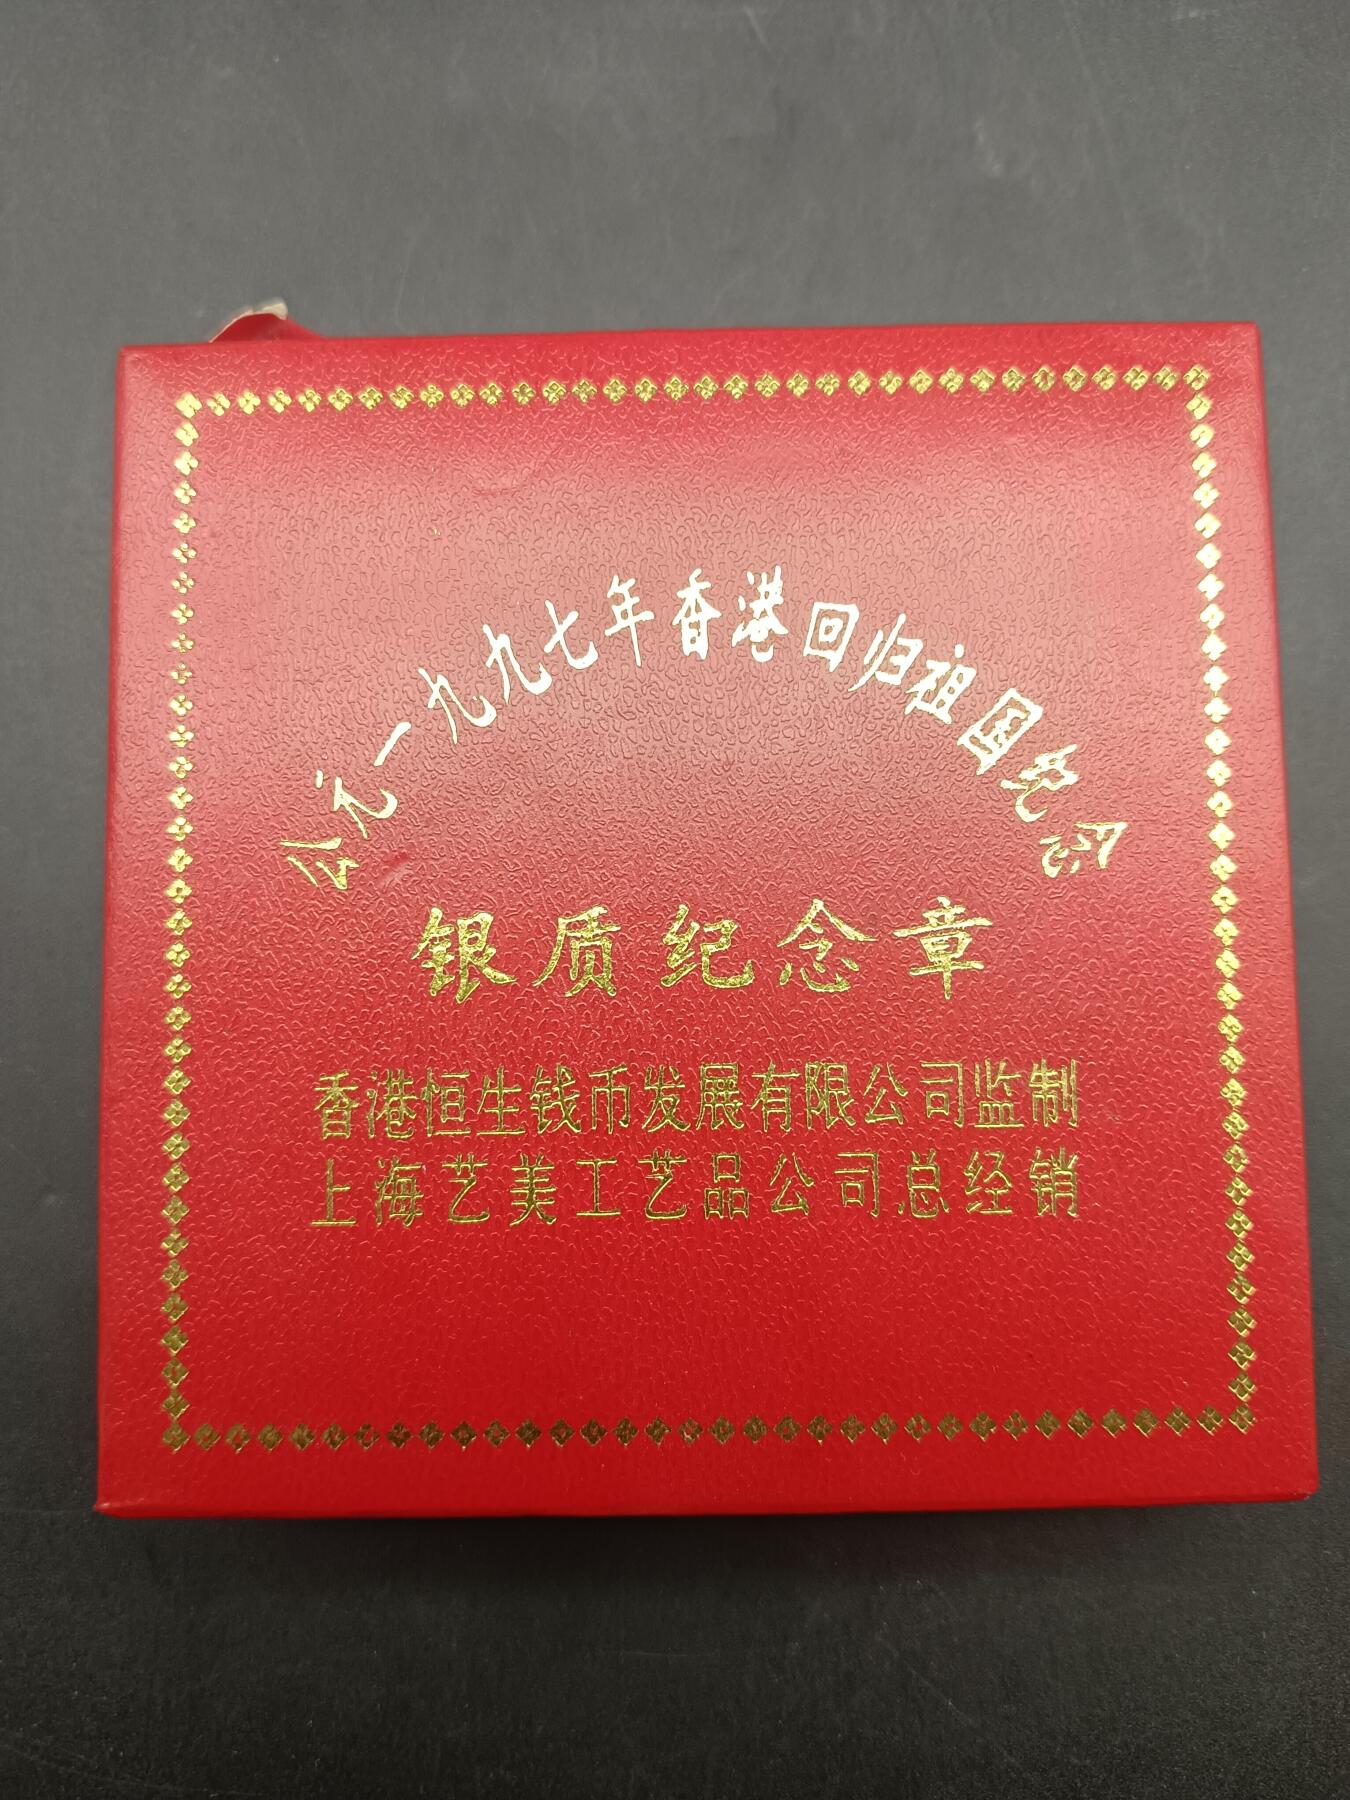 公元一九九七年香港回归祖国纪念
银质纪念章
香港恒生钱币发展有限公司监制
上海艺美工艺品公司总经销